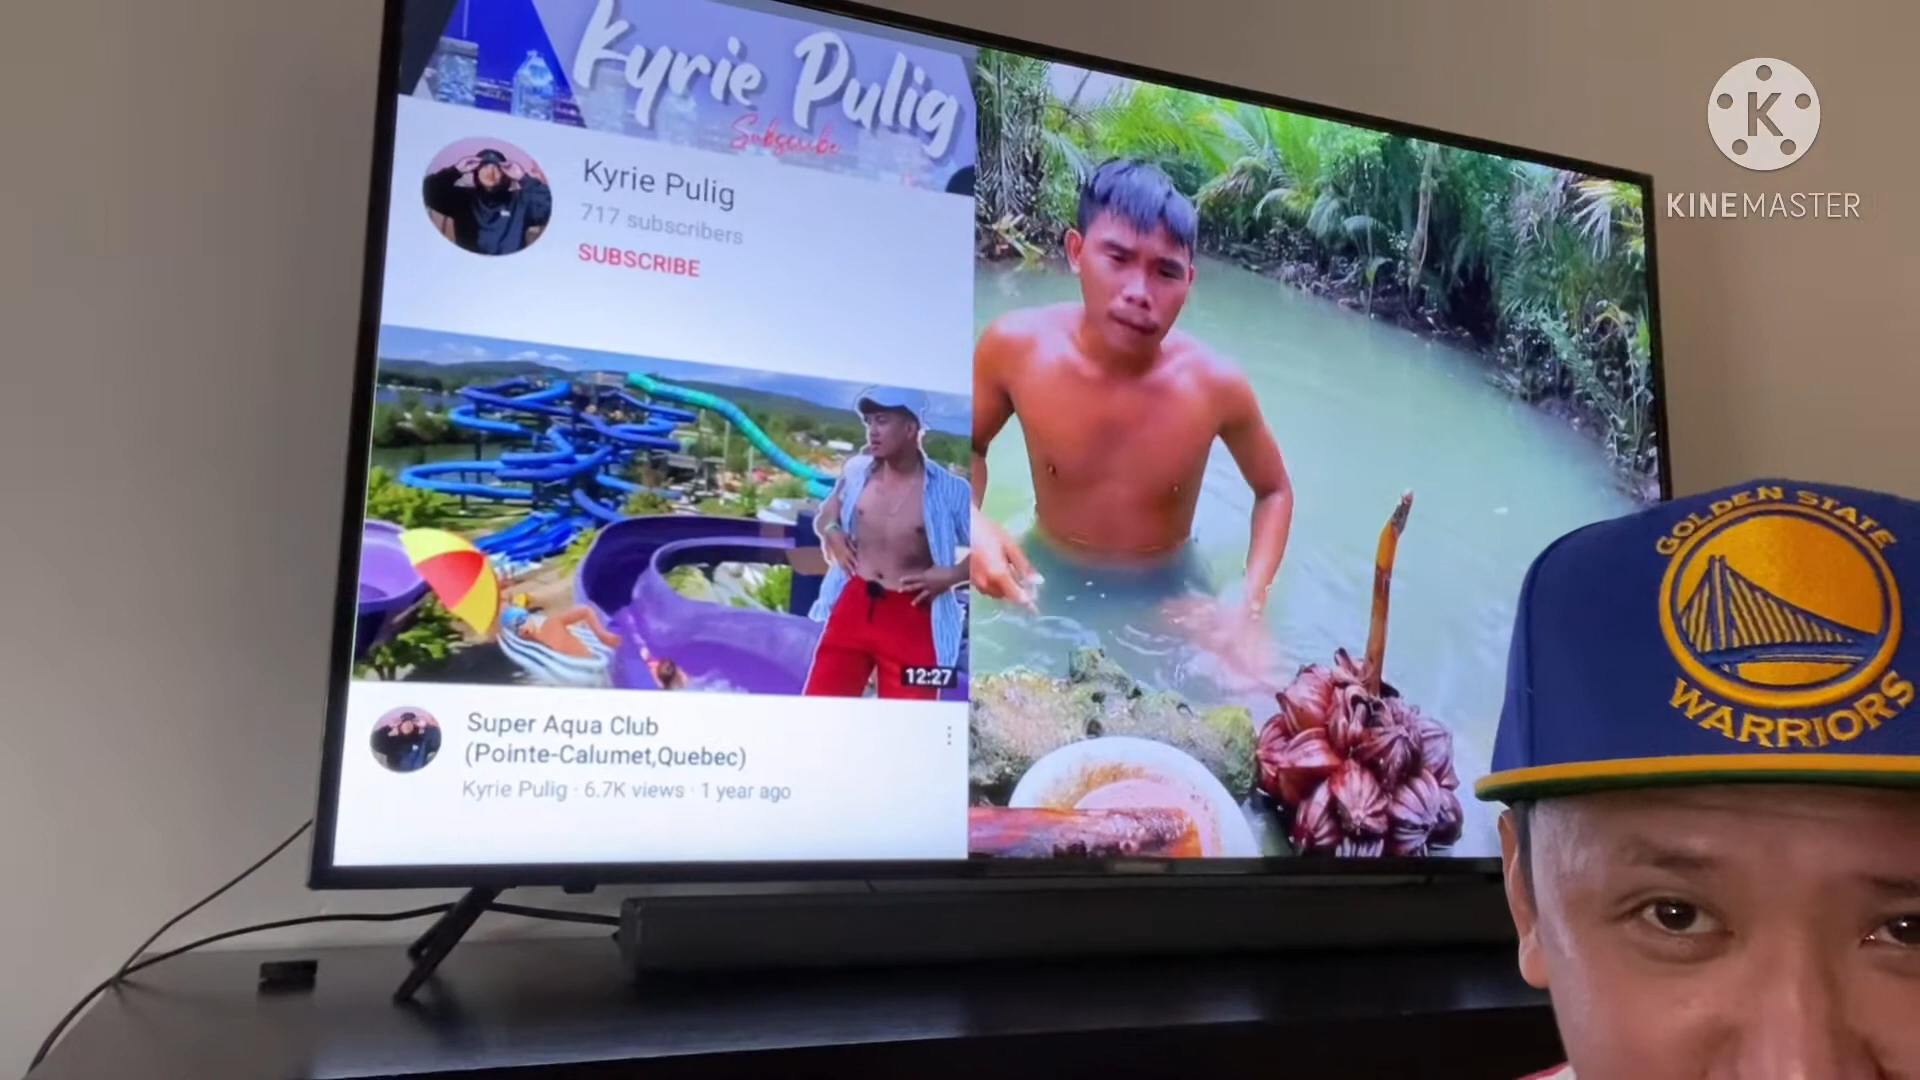 Kyrie Pulig
Subscribe
Kyrie Pulig
717 subscribers
SUBSCRIBE
12:27
Super Aqua Club
(Pointe-Calumet,Quebec)
Kyrie Pulig · 6.7K views · 1 year ago
K
KINEMASTER
GOLDEN STATE
WARRIORS